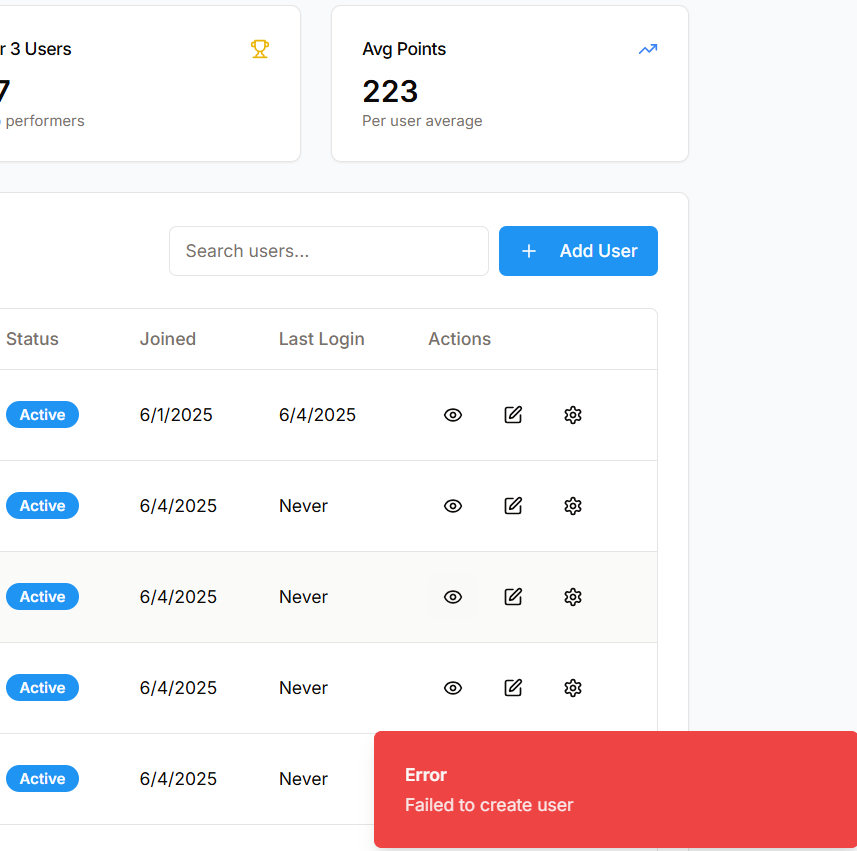 r 3 Users
7
performers
Avg Points
223
Per user average
Search users...
Add User
Status Joined Last Login Actions
Active 6/1/2025 6/4/2025
Active 6/4/2025 Never
Active 6/4/2025 Never
Active 6/4/2025 Never
Active 6/4/2025 Never
Error
Failed to create user